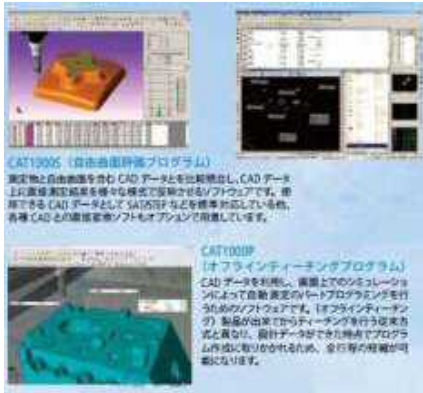 CAT1000S（自由曲面評価プログラム）
測定物と自由曲面を含む CAD データとを比較照合し、CAD データ
上に直接測定結果を様々な様式で反映させるソフトウェアです。使
用できる CAD データとして SAT/STEP などを標準対応している他、
各種 CAD との直接変換ソフトもオプションで用意しています。
CAT1000P
（オフラインティーチングプログラム）
CAD データを利用し、画面上でのシミュレーショ
ンによって自動測定のパートプログラミングを行
うためのソフトウェアです。（オフラインティーチン
グ）製品が出来てからティーチングを行う従来方
式と異なり、設計データができた時点でプログラ
ム作成に取りかかれるため、全行程の短縮が可
能になります。